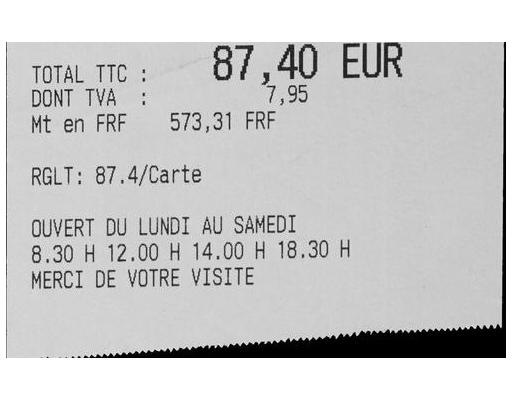 TOTAL TTC : 87,40 EUR
DONT TVA : 7,95
Mt en FRF 573,31 FRF
RGLT: 87.4/Carte
OUVERT DU LUNDI AU SAMEDI
8.30 H 12.00 H 14.00 H 18.30 H
MERCI DE VOTRE VISITE